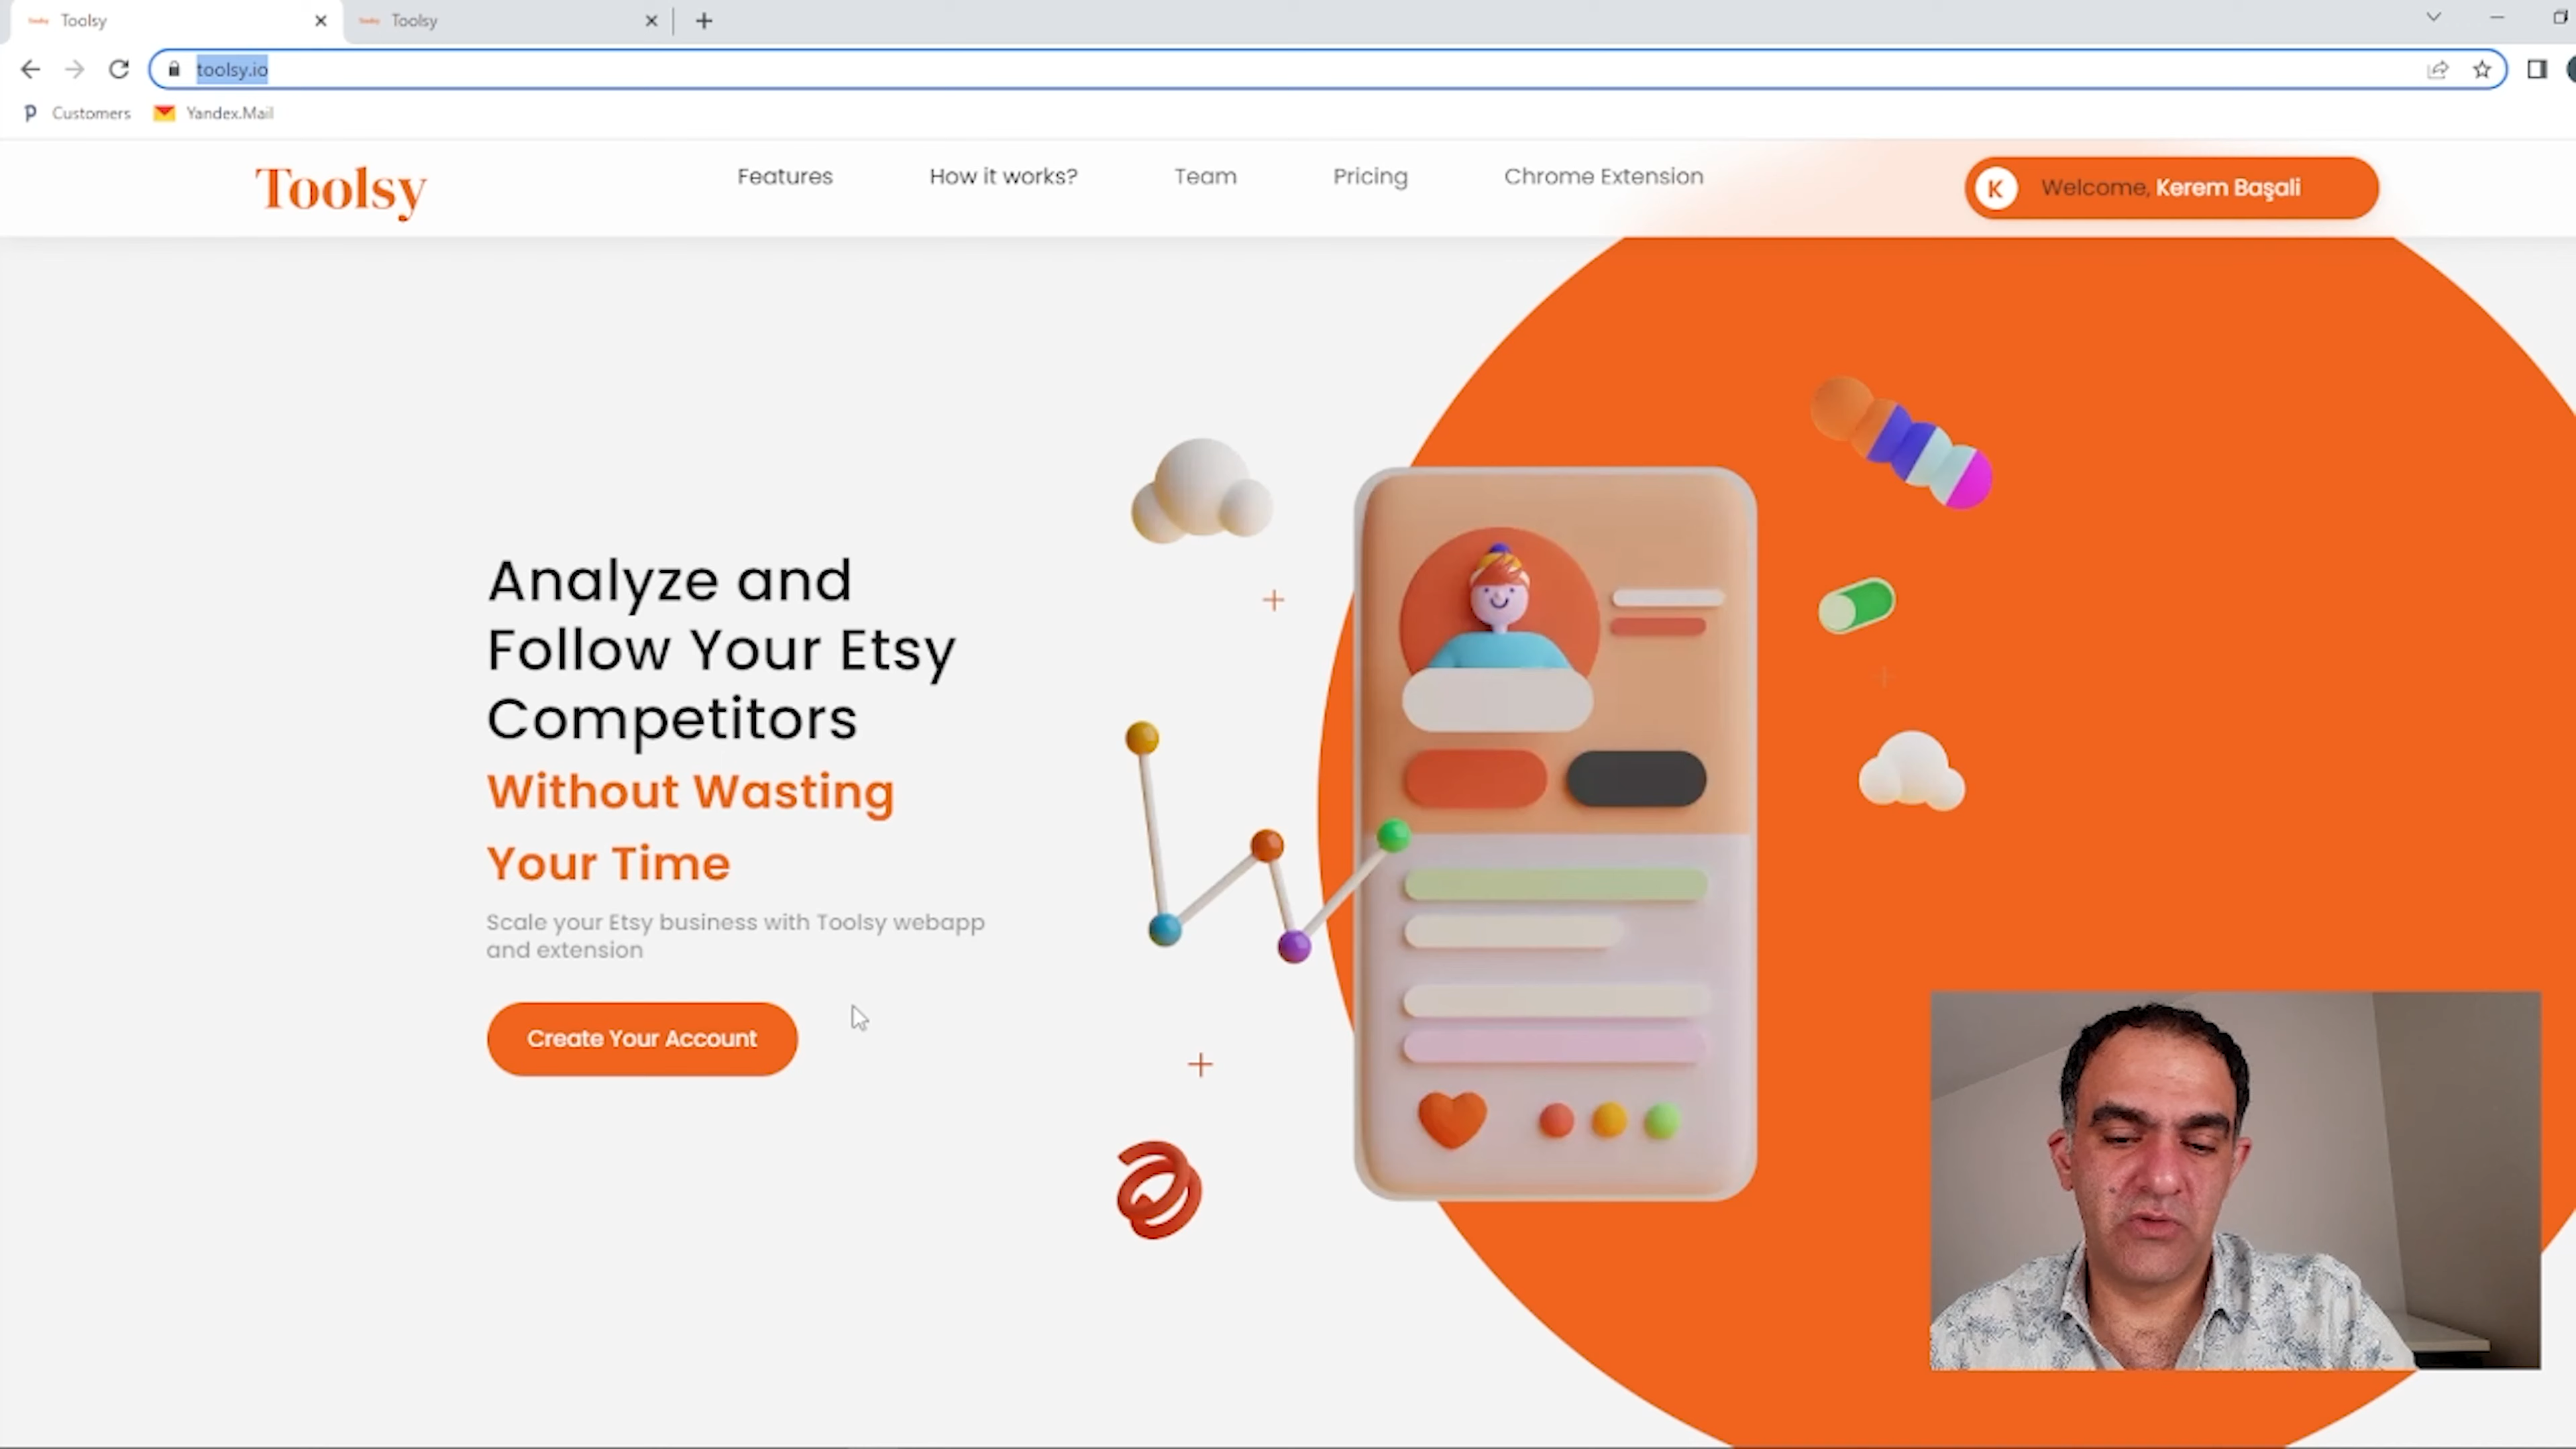 Toolsy
Toolsy
toolsy.io
Customers
Yandex.Mail
Toolsy
Features
How it works?
Team
Pricing
Chrome Extension
K
Welcome, Kerem Başali
Analyze and
Follow Your Etsy
Competitors
Without Wasting
Your Time
Scale your Etsy business with Toolsy webapp
and extension
Create Your Account